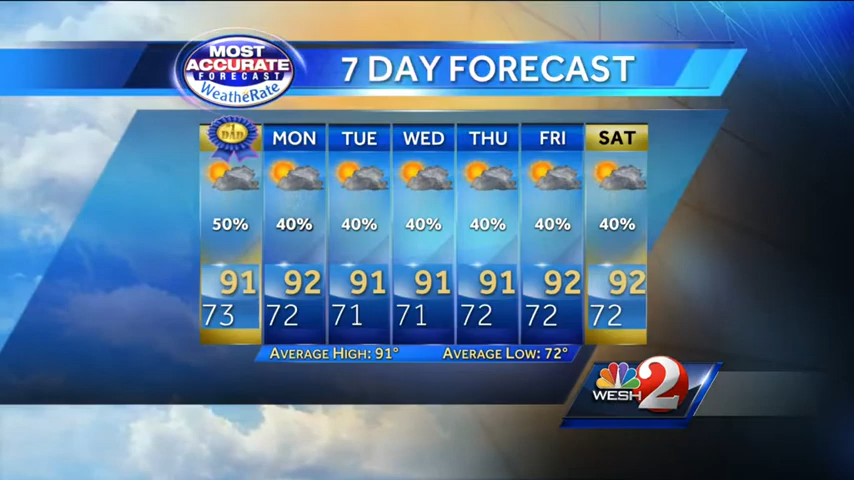 MOST
ACCURATE
FORECAST
WeatheRate
7 DAY FORECAST
#1
DAD
MON TUE WED THU FRI SAT
50% 40% 40% 40% 40% 40% 40%
91 92 91 91 91 92 92
73 72 71 71 72 72 72
AVERAGE HIGH: 91° AVERAGE LOW: 72°
WESH 2